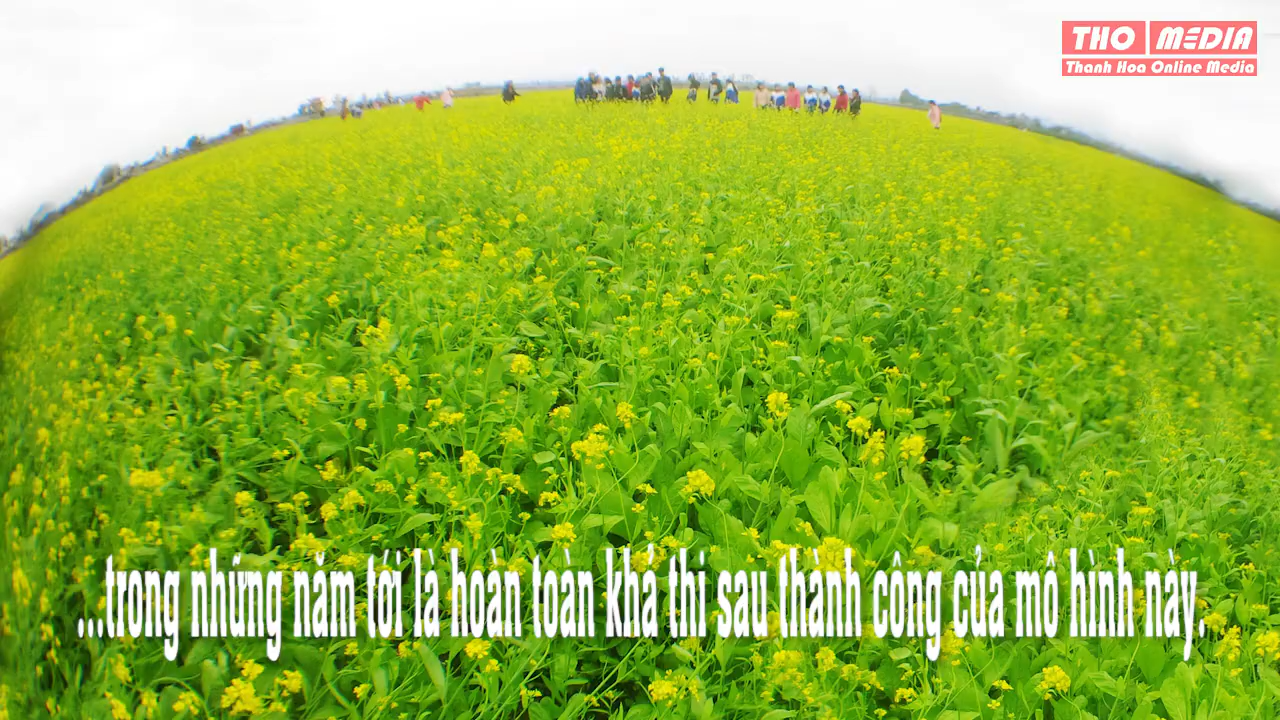 THO MEDIA
Thanh Hoa Online Media
...trong những năm tới là hoàn toàn khả thi sau thành công của mô hình này.